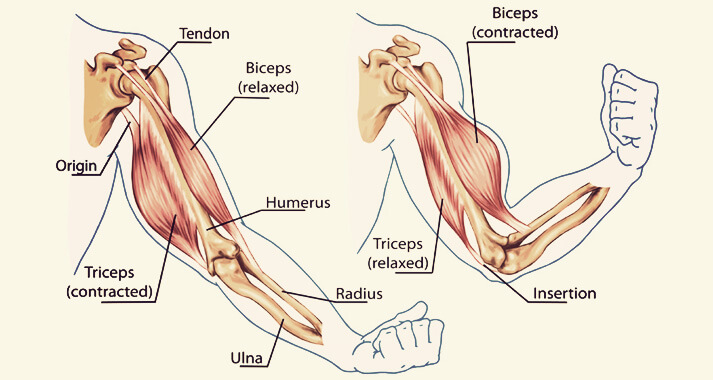 Tendon
Biceps
(relaxed)
Origin
Humerus
Triceps
(contracted)
Radius
Ulna
Biceps
(contracted)
Triceps
(relaxed)
Insertion